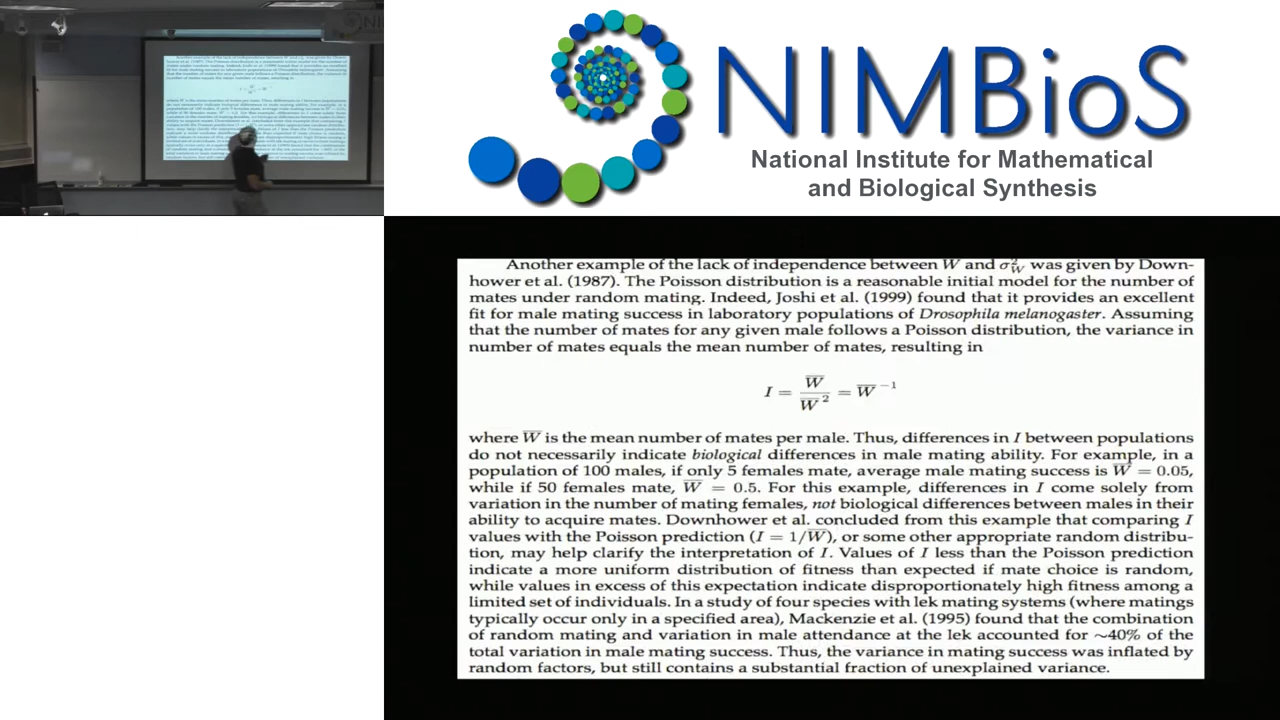 NIMBioS
National Institute for Mathematical
and Biological Synthesis
Another example of the lack of independence between W̅ and σ²_W was given by Down-
hower et al. (1987). The Poisson distribution is a reasonable initial model for the number of
mates under random mating. Indeed, Joshi et al. (1999) found that it provides an excellent
fit for male mating success in laboratory populations of Drosophila melanogaster. Assuming
that the number of mates for any given male follows a Poisson distribution, the variance in
number of mates equals the mean number of mates, resulting in
I = W̅ / W̅² = W̅⁻¹
where W̅ is the mean number of mates per male. Thus, differences in I between populations
do not necessarily indicate biological differences in male mating ability. For example, in a
population of 100 males, if only 5 females mate, average male mating success is W̅ = 0.05,
while if 50 females mate, W̅ = 0.5. For this example, differences in I come solely from
variation in the number of mating females, not biological differences between males in their
ability to acquire mates. Downhower et al. concluded from this example that comparing I
values with the Poisson prediction (I = 1/W̅), or some other appropriate random distribu-
tion, may help clarify the interpretation of I. Values of I less than the Poisson prediction
indicate a more uniform distribution of fitness than expected if mate choice is random,
while values in excess of this expectation indicate disproportionately high fitness among a
limited set of individuals. In a study of four species with lek mating systems (where matings
typically occur only in a specified area), Mackenzie et al. (1995) found that the combination
of random mating and variation in male attendance at the lek accounted for ~40% of the
total variation in male mating success. Thus, the variance in mating success was inflated by
random factors, but still contains a substantial fraction of unexplained variance.